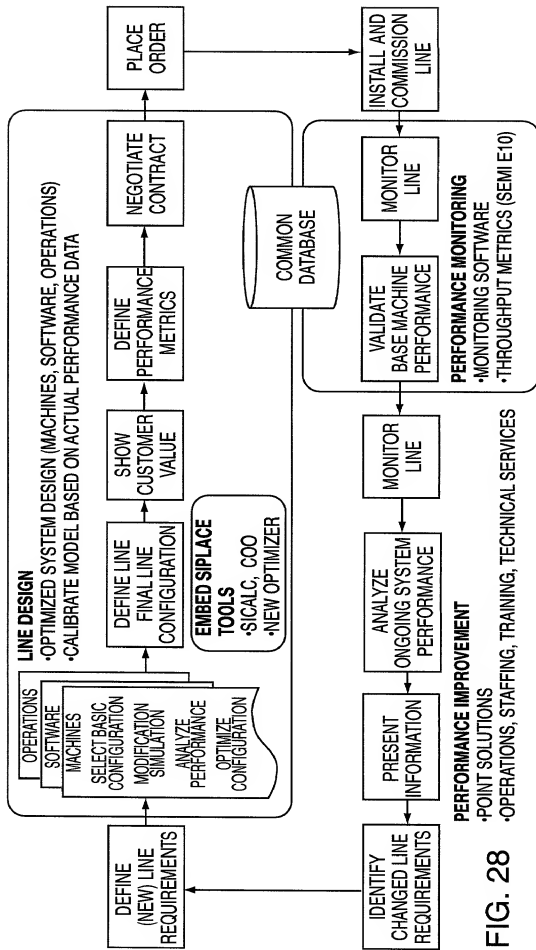 LINE DESIGN
•OPTIMIZED SYSTEM DESIGN (MACHINES, SOFTWARE, OPERATIONS)
•CALIBRATE MODEL BASED ON ACTUAL PERFORMANCE DATA
DEFINE
(NEW) LINE
REQUIREMENTS
OPERATIONS
SOFTWARE
MACHINES
SELECT BASIC
CONFIGURATION
MODIFICATION
SIMULATION
ANALYZE
PERFORMANCE
OPTIMIZE
CONFIGURATION
DEFINE LINE
FINAL LINE
CONFIGURATION
SHOW
CUSTOMER
VALUE
DEFINE
PERFORMANCE
METRICS
NEGOTIATE
CONTRACT
PLACE
ORDER
EMBED SIPLACE
TOOLS
•SICALC, COO
•NEW OPTIMIZER
COMMON
DATABASE
INSTALL AND
COMMISSION
LINE
MONITOR
LINE
VALIDATE
BASE MACHINE
PERFORMANCE
PERFORMANCE MONITORING
•MONITORING SOFTWARE
•THROUGHPUT METRICS (SEMI E10)
MONITOR
LINE
ANALYZE
ONGOING SYSTEM
PERFORMANCE
PRESENT
INFORMATION
IDENTIFY
CHANGED LINE
REQUIREMENTS
PERFORMANCE IMPROVEMENT
•POINT SOLUTIONS
•OPERATIONS, STAFFING, TRAINING, TECHNICAL SERVICES
FIG. 28